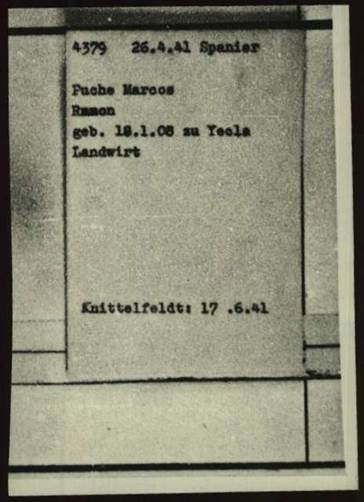 4379 26.4.41 Spanier
Puche Marcos
Ramon
geb. 18.1.08 zu Yecla
Landwirt
Knittelfeldt: 17 .6.41